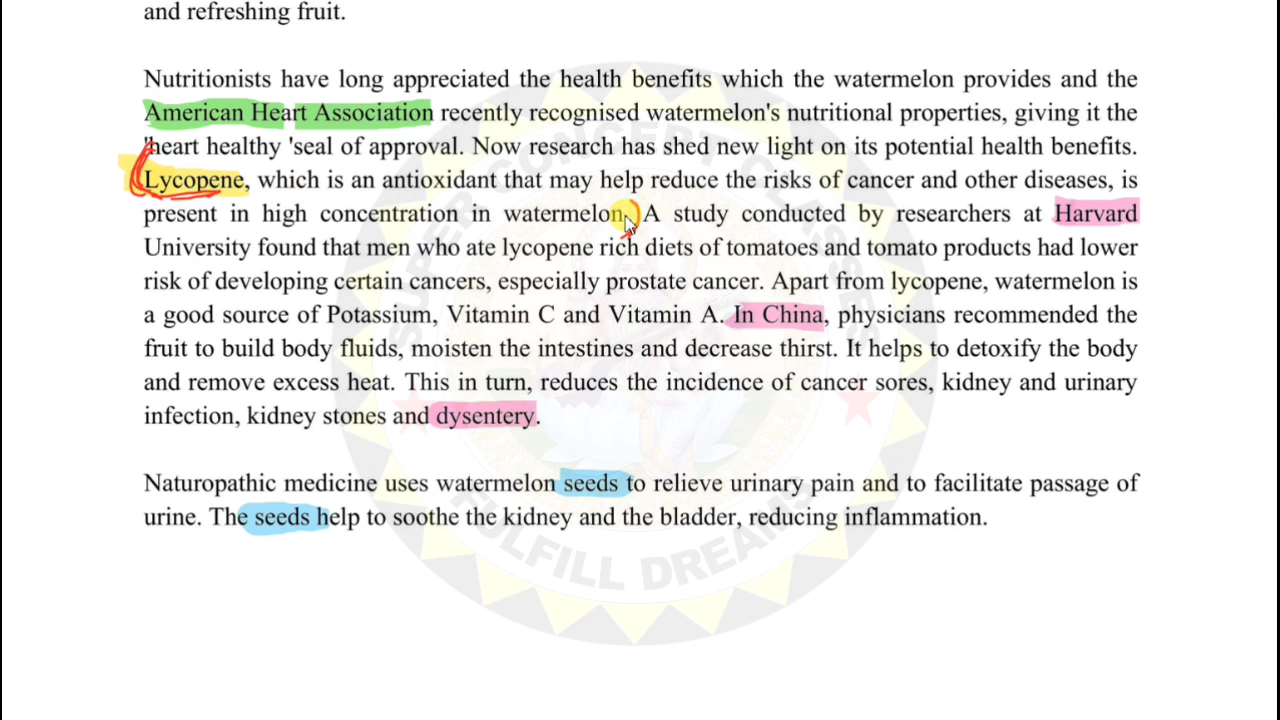 and refreshing fruit.
Nutritionists have long appreciated the health benefits which the watermelon provides and the
American Heart Association recently recognised watermelon's nutritional properties, giving it the
'heart healthy 'seal of approval. Now research has shed new light on its potential health benefits.
Lycopene, which is an antioxidant that may help reduce the risks of cancer and other diseases, is
present in high concentration in watermelon. A study conducted by researchers at Harvard
University found that men who ate lycopene rich diets of tomatoes and tomato products had lower
risk of developing certain cancers, especially prostate cancer. Apart from lycopene, watermelon is
a good source of Potassium, Vitamin C and Vitamin A. In China, physicians recommended the
fruit to build body fluids, moisten the intestines and decrease thirst. It helps to detoxify the body
and remove excess heat. This in turn, reduces the incidence of cancer sores, kidney and urinary
infection, kidney stones and dysentery.
Naturopathic medicine uses watermelon seeds to relieve urinary pain and to facilitate passage of
urine. The seeds help to soothe the kidney and the bladder, reducing inflammation.
SUPER CONCEPT CLASSES
FULFILL DREAMS